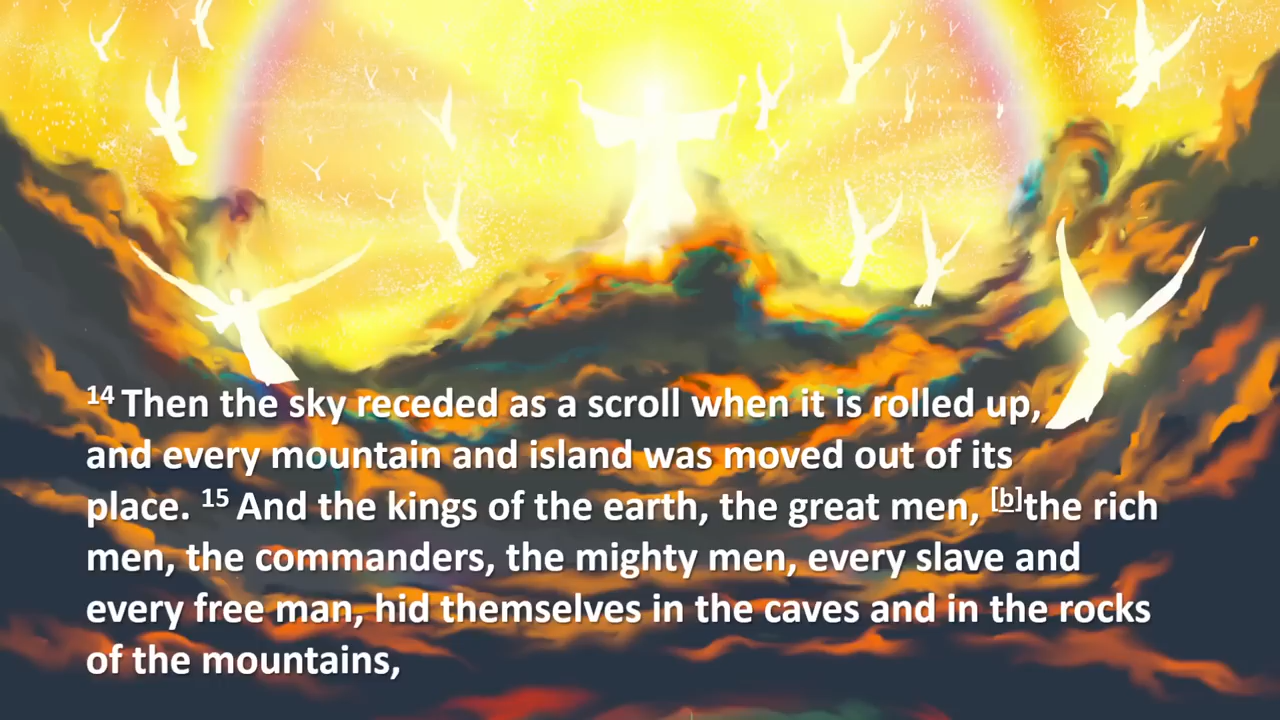 14 Then the sky receded as a scroll when it is rolled up,
and every mountain and island was moved out of its
place. 15 And the kings of the earth, the great men, [b]the rich
men, the commanders, the mighty men, every slave and
every free man, hid themselves in the caves and in the rocks
of the mountains,